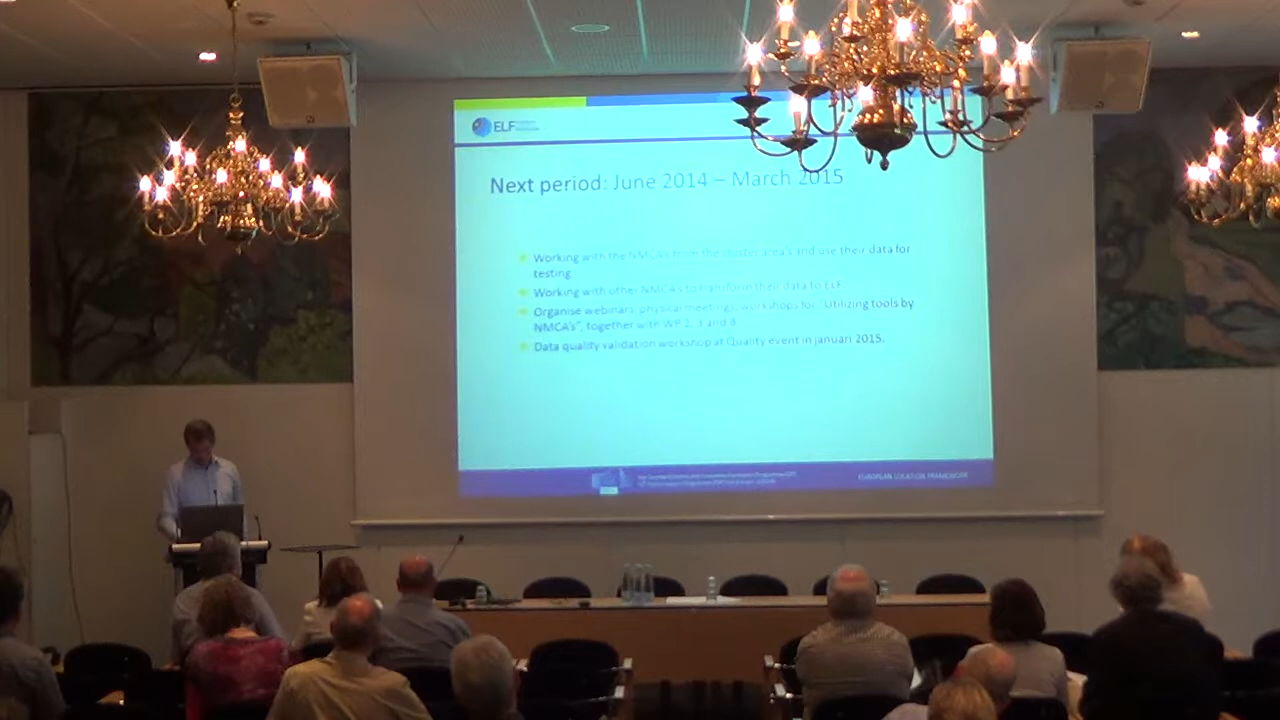 ELF
Next period: June 2014 – March 2015
Working with the NMCA's from the cluster area's and use their data for
testing
Working with other NMCA's to transform their data to ELF
Organise webinars, physical meetings, workshops for "Utilizing tools by
NMCA's", together with WP 2, 3 and 8
Data quality validation workshop at Quality event in januari 2015.
EUROPEAN LOCATION FRAMEWORK